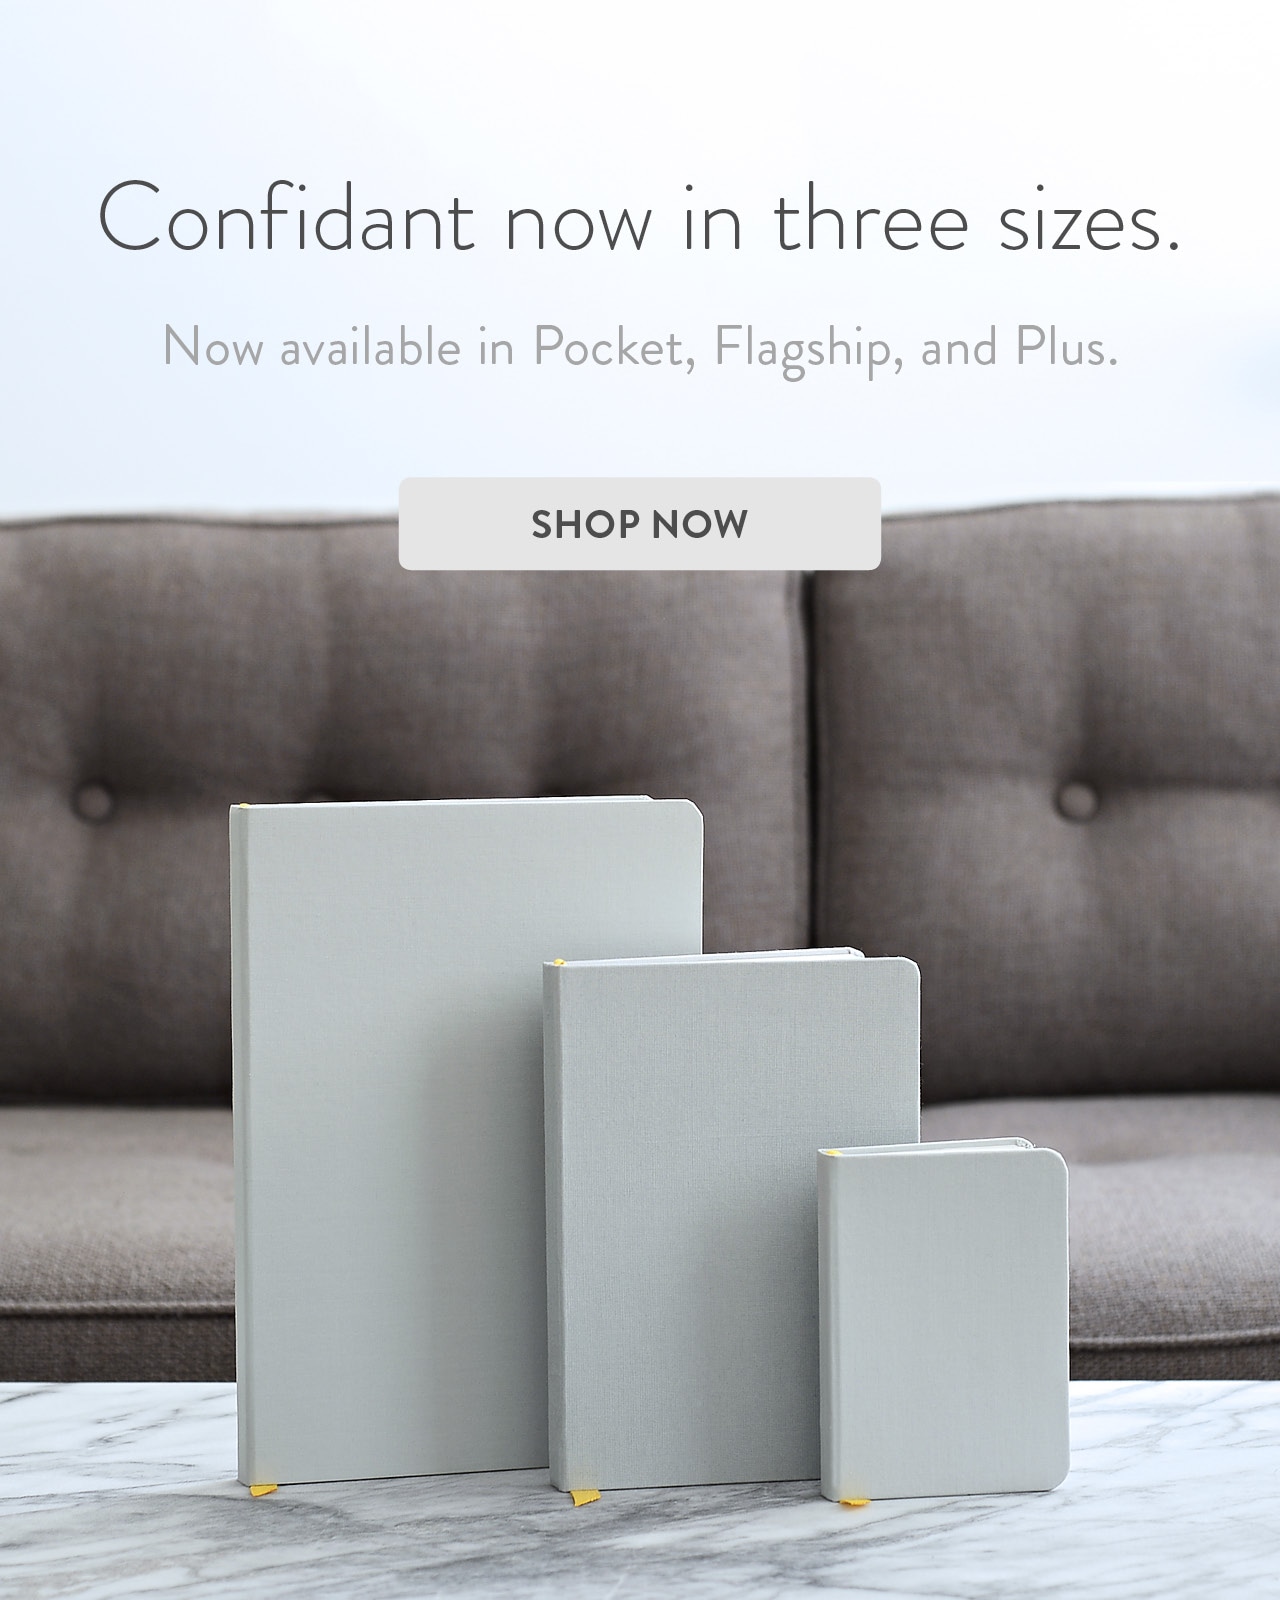 Confidant now in three sizes.
Now available in Pocket, Flagship, and Plus.
SHOP NOW